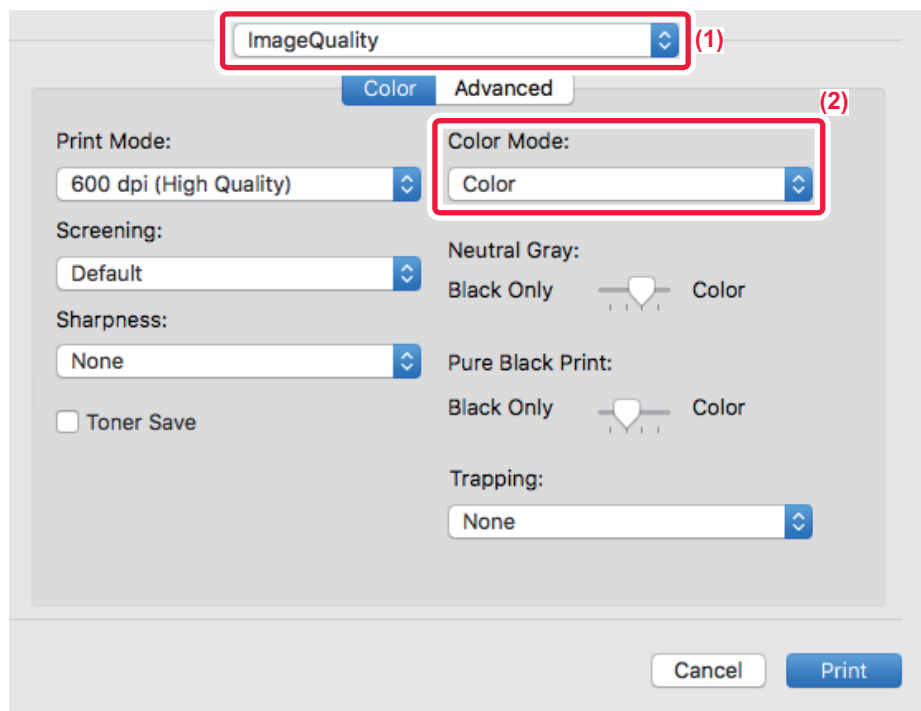 ImageQuality
(1)
Color
Advanced
(2)
Print Mode:
600 dpi (High Quality)
Screening:
Default
Sharpness:
None
Toner Save
Color Mode:
Color
Neutral Gray:
Black Only Color
Pure Black Print:
Black Only Color
Trapping:
None
Cancel
Print